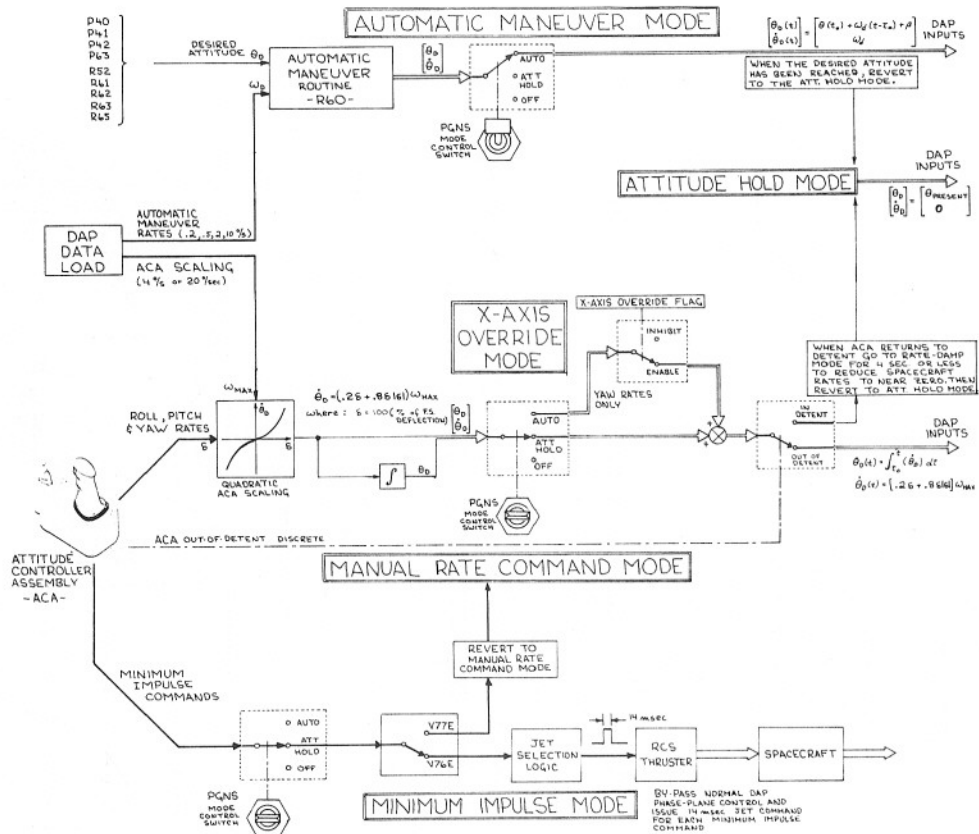 AUTOMATIC MANEUVER MODE
P40
P41
P42
P63
R52
R61
R62
R63
R65
DESIRED
ATTITUDE θD
ωD
AUTOMATIC
MANEUVER
ROUTINE
-R60-
[θD
θ̇D]
AUTO
ATT
HOLD
OFF
PGNS
MODE
CONTROL
SWITCH
[θD(t)
θ̇D(t)] = [θ(t₀)+ωd(t-τ₀)+β
ωd]
DAP
INPUTS
WHEN THE DESIRED ATTITUDE
HAS BEEN REACHED, REVERT
TO THE ATT. HOLD MODE.
ATTITUDE HOLD MODE
DAP
INPUTS
[θD
θ̇D] = [θPRESENT
0]
DAP
DATA
LOAD
AUTOMATIC
MANEUVER
RATES (.2,.5,2,10°/s)
ACA SCALING
(4°/s or 20°/sec)
X-AXIS
OVERRIDE
MODE
X-AXIS OVERRIDE FLAG
INHIBIT
ENABLE
YAW RATES
ONLY
WHEN ACA RETURNS TO
DETENT GO TO RATE-DAMP
MODE FOR 4 SEC OR LESS
TO REDUCE SPACECRAFT
RATES TO NEAR ZERO. THEN
REVERT TO ATT. HOLD MODE.
ωMAX
ROLL, PITCH
& YAW RATES
δ
θ̇D
δ
QUADRATIC
ACA SCALING
θ̇D=(.2δ+.8δ|δ|)ωMAX
where: δ=100(% of F.S.
DEFLECTION)
[θD
θ̇D]
∫
θD
AUTO
ATT
HOLD
OFF
PGNS
MODE
CONTROL
SWITCH
+
+
IN
DETENT
OUT OF
DETENT
DAP
INPUTS
θD(t)=∫τ₀ᵗ(θ̇D)dt
θ̇D(t)=[.2δ+.8δ|δ|]ωMAX
ACA OUT-OF-DETENT DISCRETE
ATTITUDE
CONTROLLER
ASSEMBLY
-ACA-
MANUAL RATE COMMAND MODE
REVERT TO
MANUAL RATE
COMMAND MODE
MINIMUM
IMPULSE
COMMANDS
AUTO
ATT
HOLD
OFF
PGNS
MODE
CONTROL
SWITCH
V77E
V76E
JET
SELECTION
LOGIC
14 msec
RCS
THRUSTER
SPACECRAFT
MINIMUM IMPULSE MODE
BY-PASS NORMAL DAP
PHASE-PLANE CONTROL AND
ISSUE 14 msec JET COMMAND
FOR EACH MINIMUM IMPULSE
COMMAND